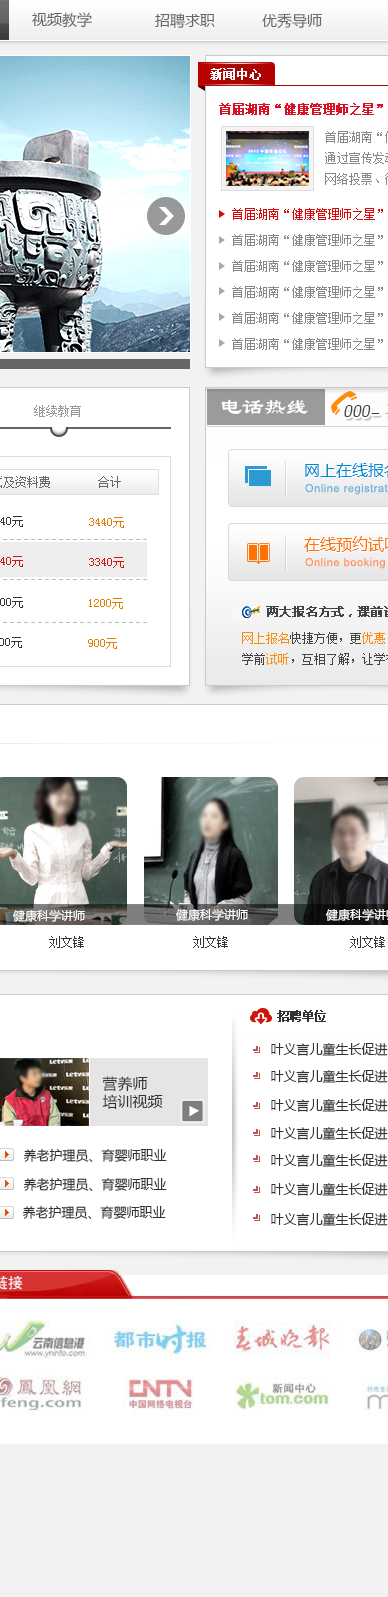 视频教学 招聘求职 优秀导师
新闻中心
首届湖南“健康管理师之星”
首届湖南“
通过宣传发
网络投票、
首届湖南“健康管理师之星”
首届湖南“健康管理师之星”
首届湖南“健康管理师之星”
首届湖南“健康管理师之星”
首届湖南“健康管理师之星”
首届湖南“健康管理师之星”
继续教育
及资料费 合计
40元 3440元
40元 3340元
00元 1200元
00元 900元
电话热线 000-
网上在线报名
Online registrat
在线预约试听
Online booking
两大报名方式，课前
网上报名快捷方便，更优惠
学前试听，互相了解，让学
健康科学讲师 健康科学讲师 健康科学讲师
刘文锋 刘文锋 刘文锋
营养师
培训视频
养老护理员、育婴师职业
养老护理员、育婴师职业
养老护理员、育婴师职业
招聘单位
叶义言儿童生长促进
叶义言儿童生长促进
叶义言儿童生长促进
叶义言儿童生长促进
叶义言儿童生长促进
叶义言儿童生长促进
叶义言儿童生长促进
链接
云南信息港
www.yninfo.com
都市时报
春城晚报
凤凰网
feng.com
CNTN
中国网络电视台
新闻中心
tom.com